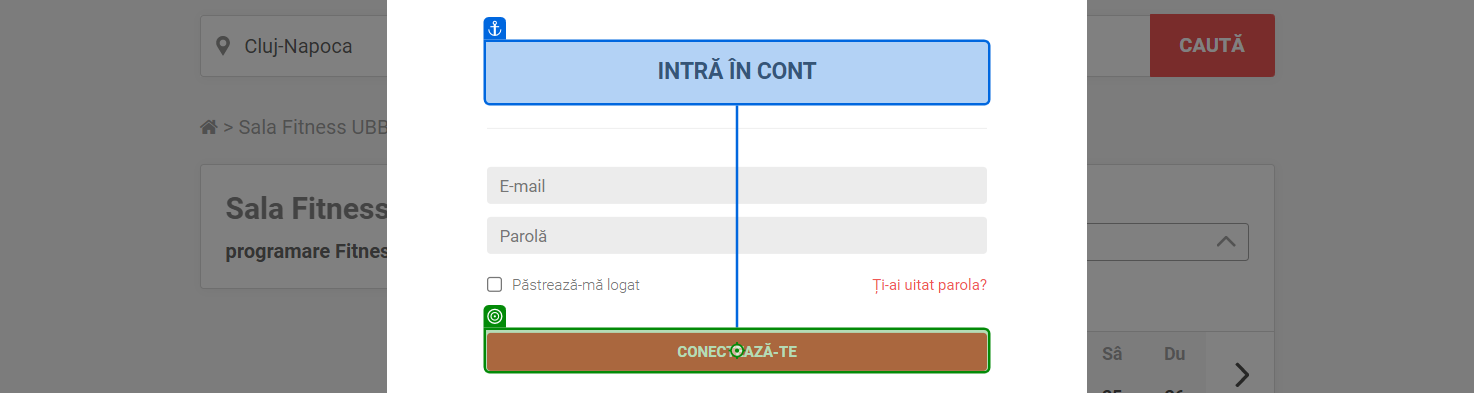 Cluj-Napoca
CAUTĂ
INTRĂ ÎN CONT
> Sala Fitness UBB
E-mail
Sala Fitness
Parolă
programare Fitnes
Păstrează-mă logat
Ți-ai uitat parola?
CONECTEAZĂ-TE
Sâ
Du